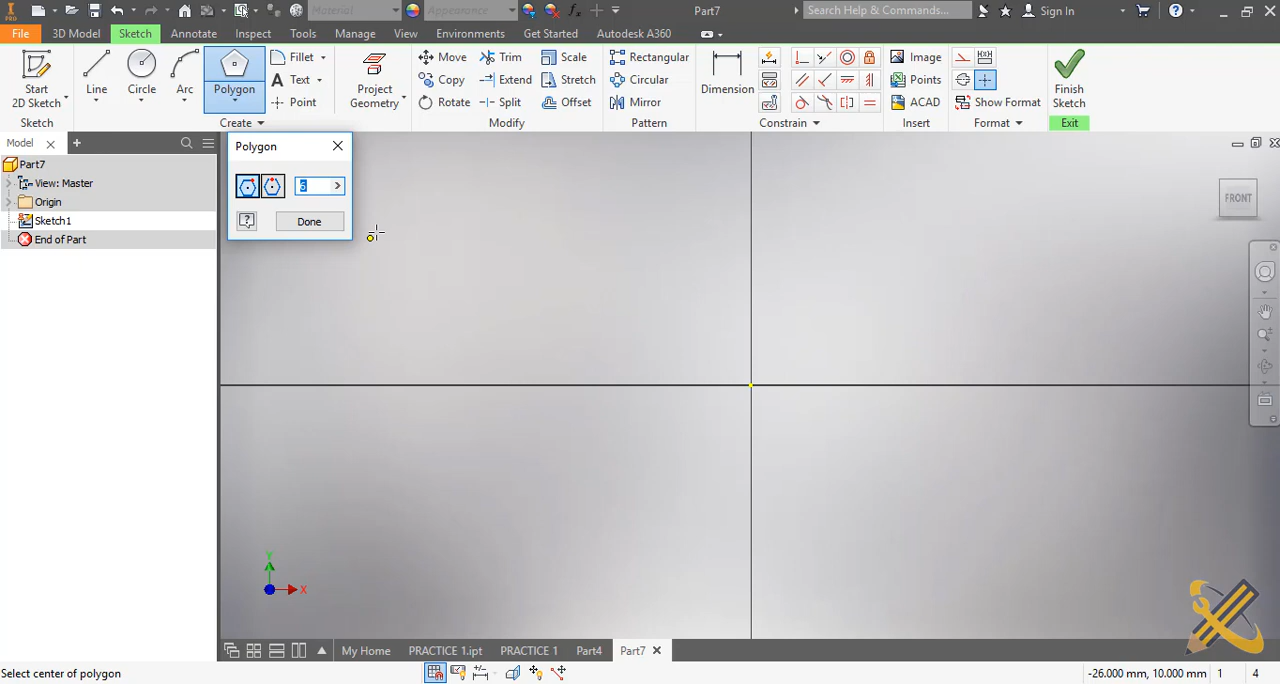 Material
Appearance
Part7
Search Help & Commands...
Sign In
I PRO
File
3D Model
Sketch
Annotate
Inspect
Tools
Manage
View
Environments
Get Started
Autodesk A360
Start 2D Sketch
Line
Circle
Arc
Polygon
Fillet
Text
Point
Project Geometry
Move
Copy
Rotate
Trim
Extend
Split
Scale
Stretch
Offset
Rectangular
Circular
Mirror
Dimension
Image
Points
ACAD
Show Format
Finish Sketch
Sketch
Create
Modify
Pattern
Constrain
Insert
Format
Exit
Model
Part7
View: Master
Origin
Sketch1
End of Part
Polygon
6
Done
FRONT
Y
X
My Home
PRACTICE 1.ipt
PRACTICE 1
Part4
Part7
Select center of polygon
-26.000 mm, 10.000 mm
1
4